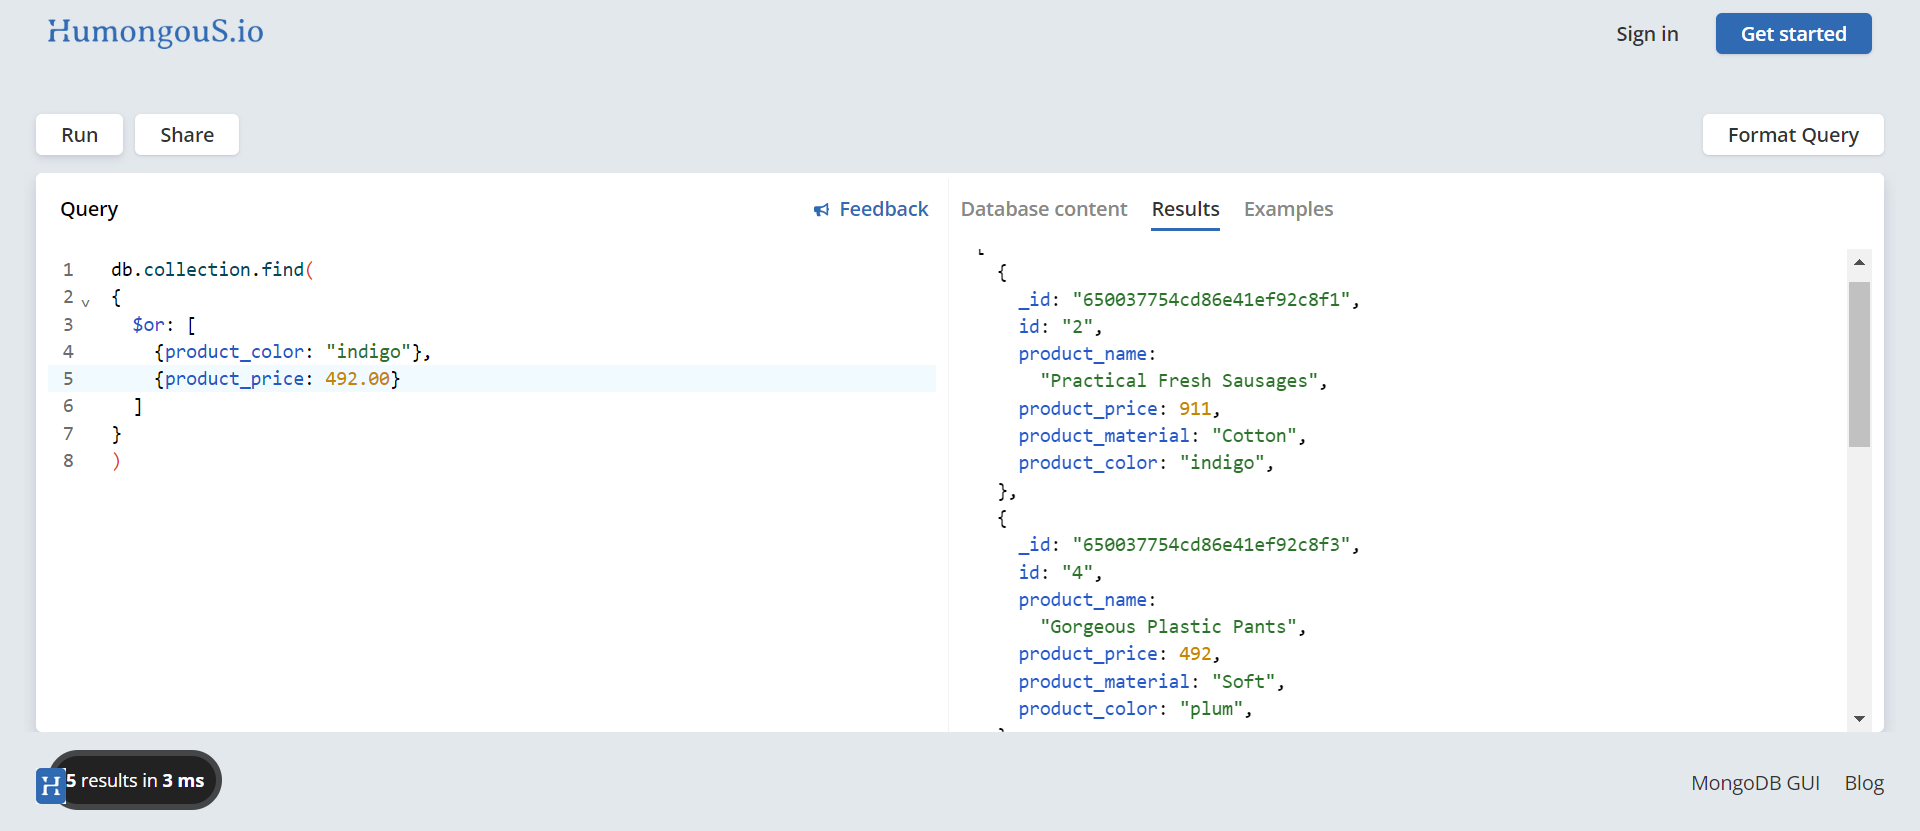 HumongouS.io
Sign in
Get started
Run
Share
Format Query
Query
Feedback
Database content
Results
Examples
1 db.collection.find(
2 {
3   $or: [
4     {product_color: "indigo"},
5     {product_price: 492.00}
6   ]
7 }
8 )
[
  {
    _id: "650037754cd86e41ef92c8f1",
    id: "2",
    product_name:
      "Practical Fresh Sausages",
    product_price: 911,
    product_material: "Cotton",
    product_color: "indigo",
  },
  {
    _id: "650037754cd86e41ef92c8f3",
    id: "4",
    product_name:
      "Gorgeous Plastic Pants",
    product_price: 492,
    product_material: "Soft",
    product_color: "plum",
H
5 results in 3 ms
MongoDB GUI
Blog